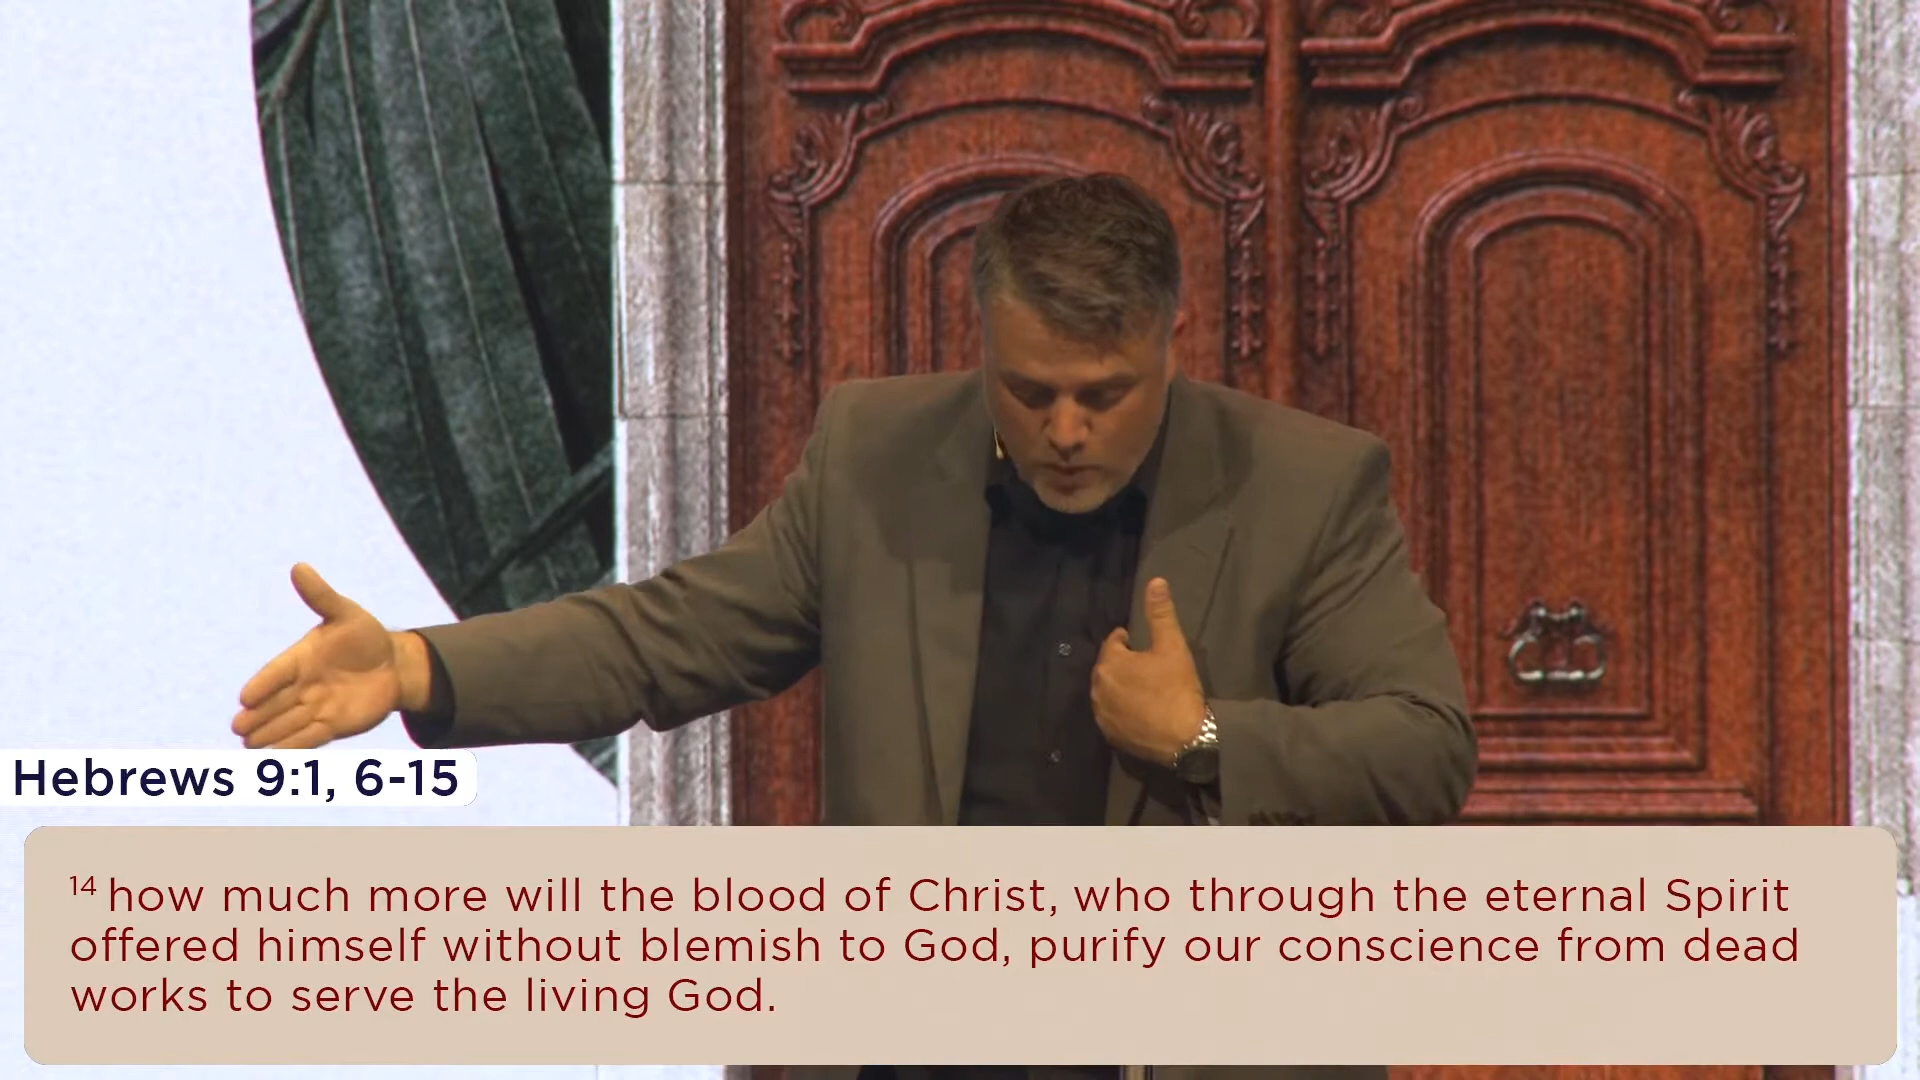 Hebrews 9:1, 6-15
14 how much more will the blood of Christ, who through the eternal Spirit
offered himself without blemish to God, purify our conscience from dead
works to serve the living God.